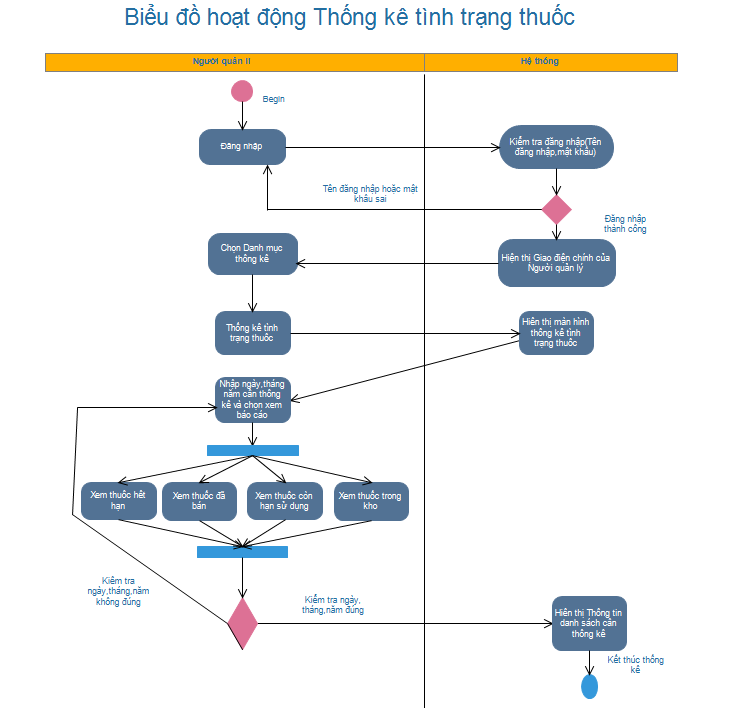 Biểu đồ hoạt động Thống kê tình trạng thuốc
Người quản lí
Hệ thống
Begin
Đăng nhập
Kiểm tra đăng nhập(Tên
đăng nhập,mật khẩu)
Tên đăng nhập hoặc mật
khẩu sai
Đăng nhập
thành công
Chọn Danh mục
thống kê
Hiện thị Giao diện chính của
Người quản lý
Thống kê tình
trạng thuốc
Hiện thị màn hình
thống kê tình
trạng thuốc
Nhập ngày,tháng
năm cần thống
kê và chọn xem
báo cáo
Xem thuốc hết
hạn
Xem thuốc đã
bán
Xem thuốc còn
hạn sử dụng
Xem thuốc trong
kho
Kiểm tra
ngày,tháng,năm
không đúng
Kiểm tra ngày,
tháng,năm đúng
Hiện thị Thông tin
danh sách cần
thống kê
Kết thúc thống
kê